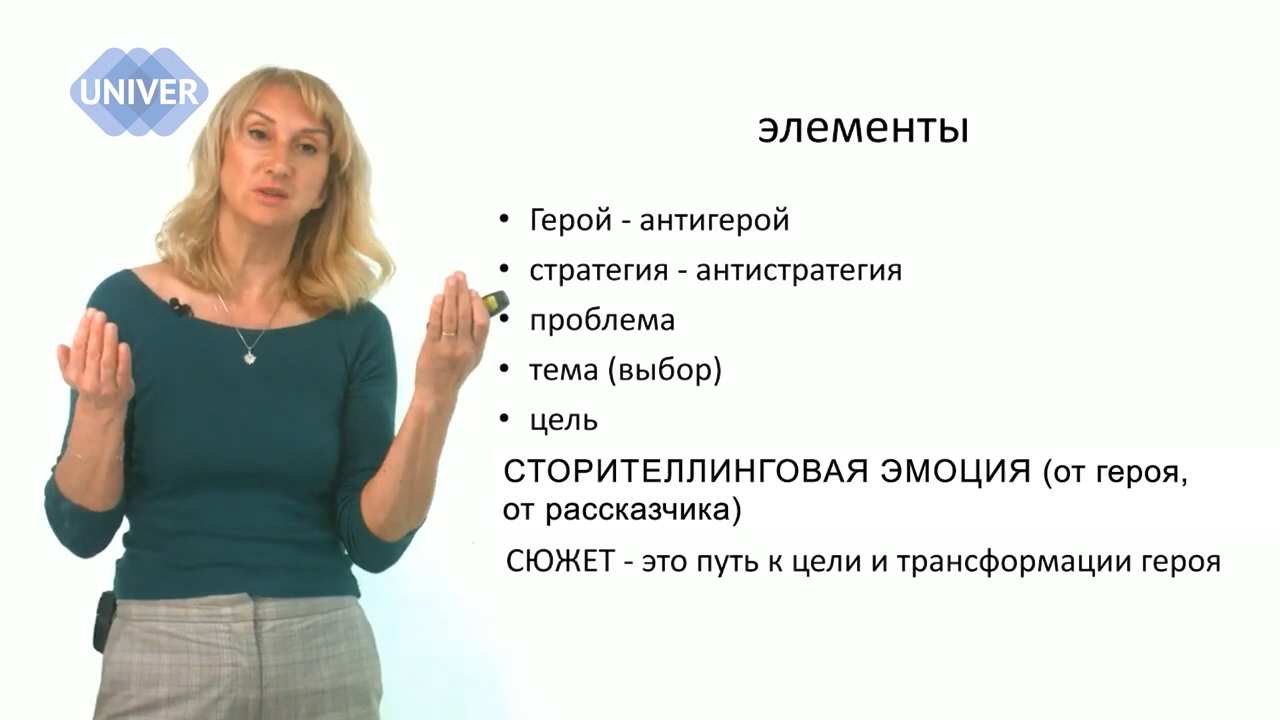 UNIVER
элементы
• Герой - антигерой
• стратегия - антистратегия
• проблема
• тема (выбор)
• цель
СТОРИТЕЛЛИНГОВАЯ ЭМОЦИЯ (от героя,
от рассказчика)
СЮЖЕТ - это путь к цели и трансформации героя